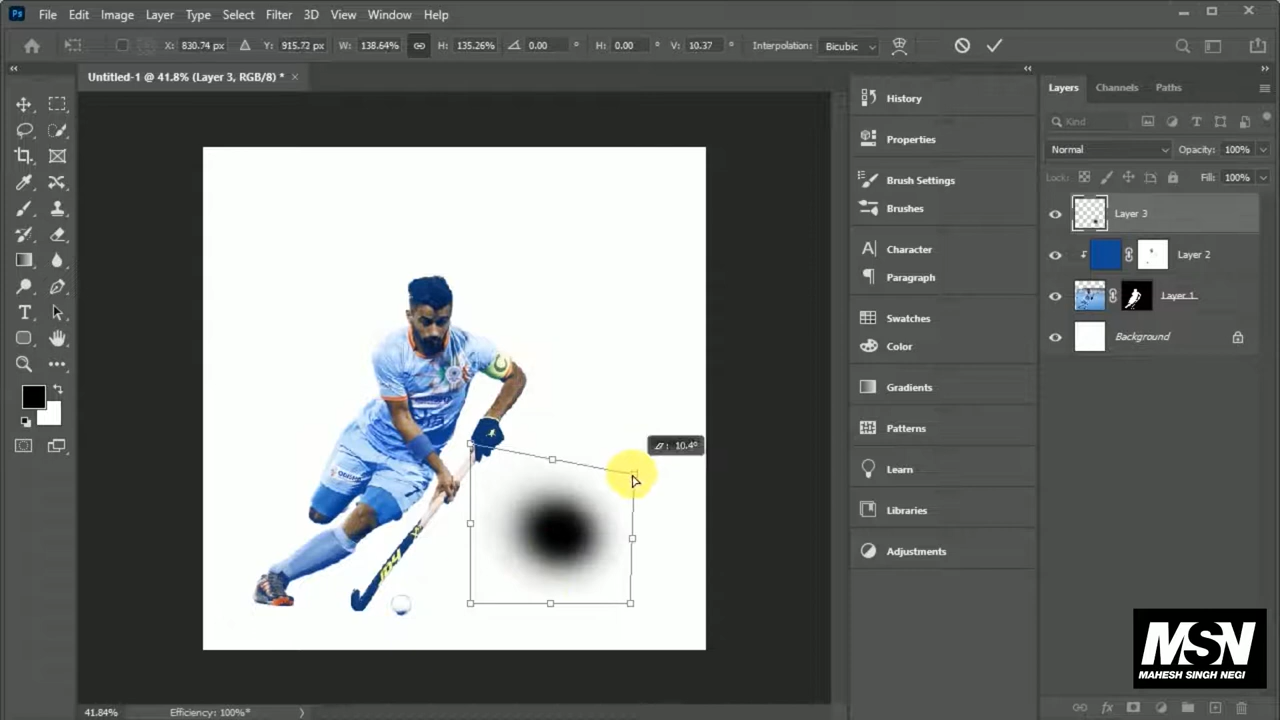 Ps File Edit Image Layer Type Select Filter 3D View Window Help
X: 830.74 px Y: 915.72 px W: 138.64% H: 135.26% 0.00 ° H: 0.00 ° V: 10.37 ° Interpolation: Bicubic
Untitled-1 @ 41.8% (Layer 3, RGB/8) *
History
Properties
Brush Settings
Brushes
Character
Paragraph
Swatches
Color
Gradients
Patterns
Learn
Libraries
Adjustments
Layers Channels Paths
Kind
Normal Opacity: 100%
Lock: Fill: 100%
Layer 3
Layer 2
Layer 1
Background
10.4°
MSN
MAHESH SINGH NEGI
41.84% Efficiency: 100%*